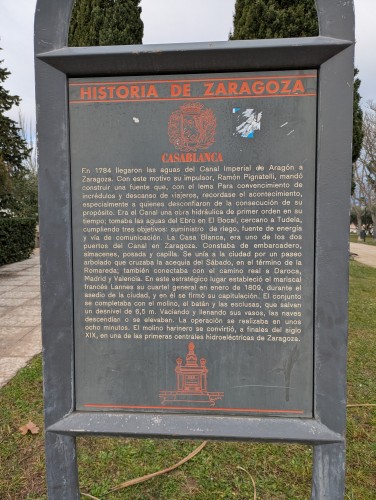 HISTORIA DE ZARAGOZA
CASABLANCA
En 1784 llegaron las aguas del Canal Imperial de Aragón a
Zaragoza. Con este motivo su impulsor, Ramón Pignatelli, mandó
construir una fuente que, con el lema Para convencimiento de
incrédulos y descanso de viajeros, recordase el acontecimiento,
especialmente a quienes desconfiaron de la consecución de su
propósito. Era el Canal una obra hidráulica de primer orden en su
tiempo; tomaba las aguas del Ebro en El Bocal, cercano a Tudela,
cumpliendo tres objetivos: suministro de riego, fuente de energía
y vía de comunicación. La Casa Blanca, era uno de los dos
puertos del Canal en Zaragoza. Constaba de embarcadero,
almacenes, posada y capilla. Se unía a la ciudad por un paseo
arbolado que cruzaba la acequia del Sábado, en el término de la
Romareda; también conectaba con el camino real a Daroca,
Madrid y Valencia. En este estratégico lugar estableció el mariscal
francés Lannes su cuartel general en enero de 1809, durante el
asedio de la ciudad, y en él se firmó su capitulación. El conjunto
se completaba con el molino, el batán y las esclusas, que salvan
un desnivel de 6,5 m. Vaciando y llenando sus vasos, las naves
descendían o se elevaban. La operación se realizaba en unos
ocho minutos. El molino harinero se convirtió, a finales del siglo
XIX, en una de las primeras centrales hidroeléctricas de Zaragoza.